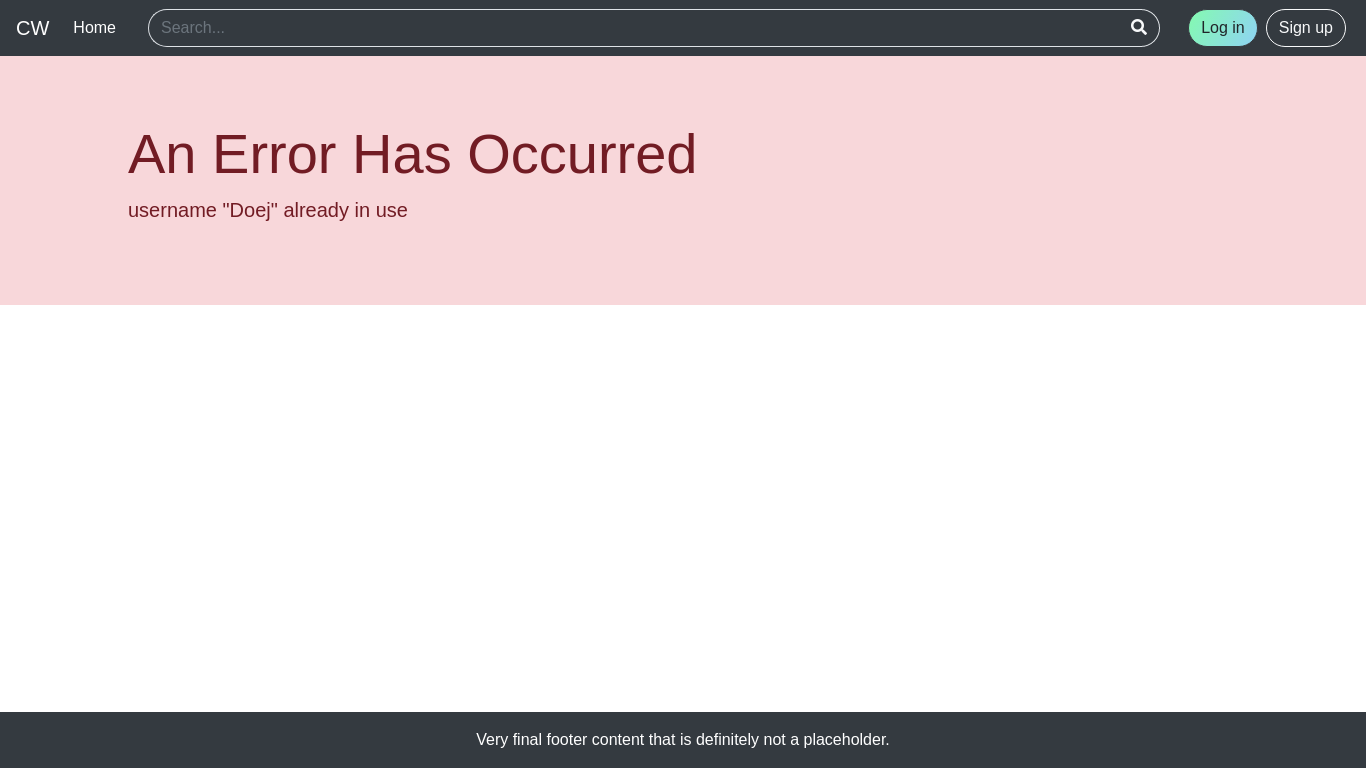 CW Home Search... Log in Sign up
An Error Has Occurred
username "Doej" already in use
Very final footer content that is definitely not a placeholder.